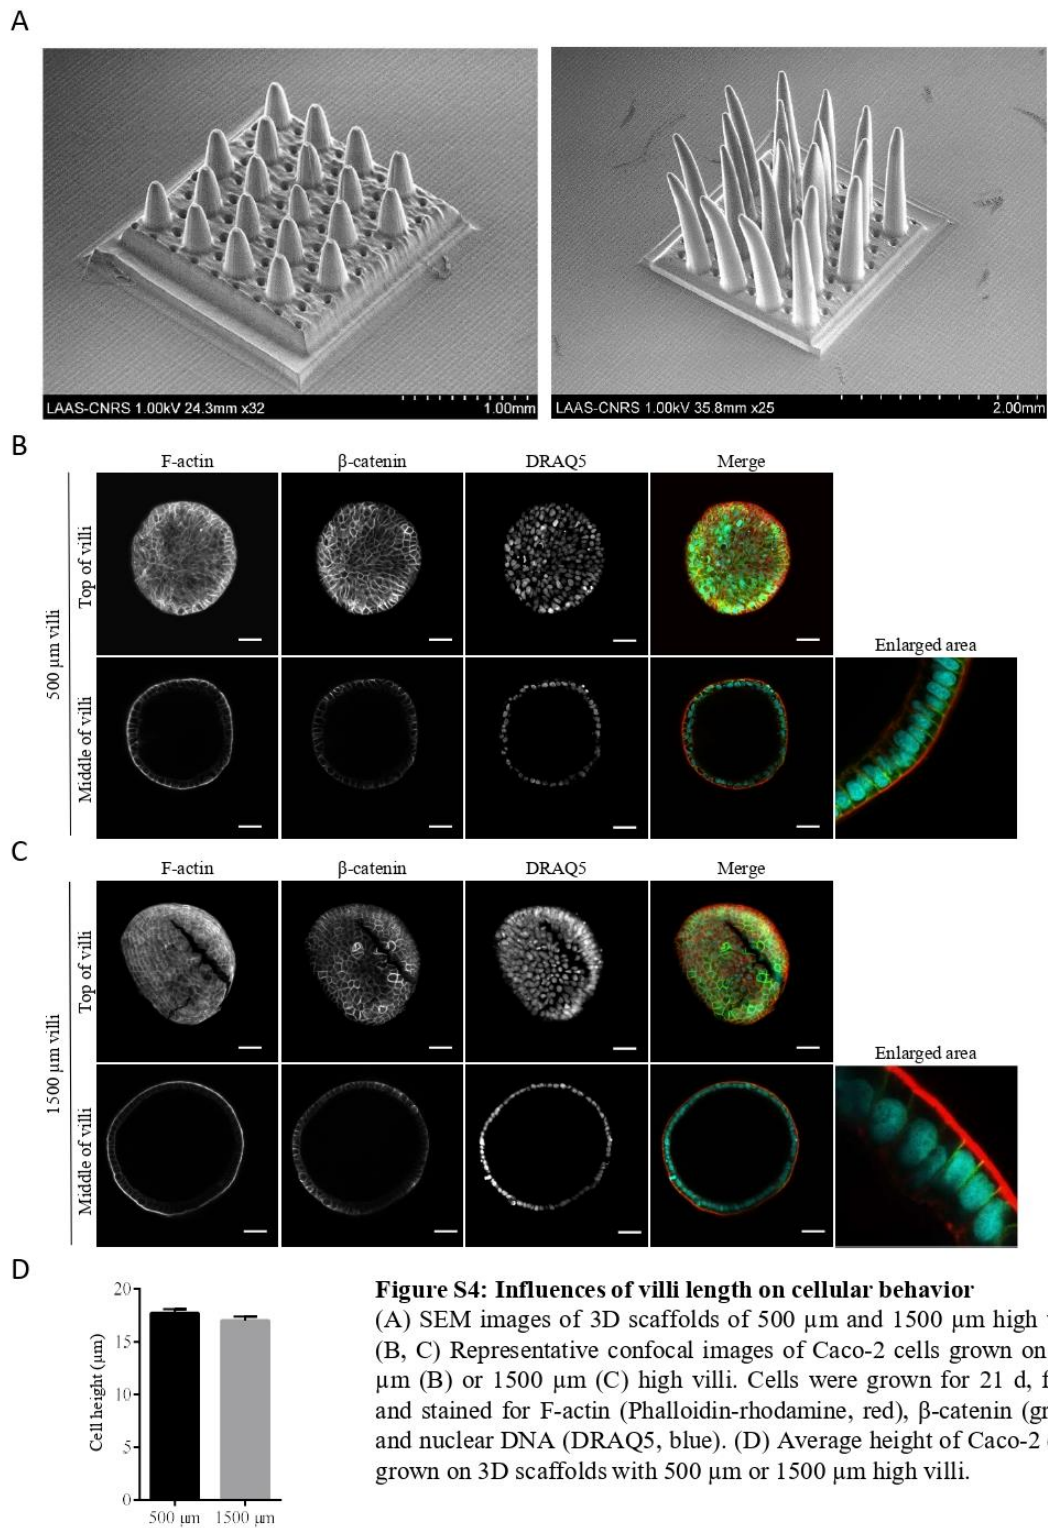 A
LAAS-CNRS 1.00kV 24.3mm x32 1.00mm
LAAS-CNRS 1.00kV 35.8mm x25 2.00mm
B
F-actin β-catenin DRAQ5 Merge
500 µm villi
Top of villi
Enlarged area
Middle of villi
C
F-actin β-catenin DRAQ5 Merge
1500 µm villi
Top of villi
Enlarged area
Middle of villi
D
Cell height (µm)
20
15
10
5
0
500 µm 1500 µm
Figure S4: Influences of villi length on cellular behavior
(A) SEM images of 3D scaffolds of 500 µm and 1500 µm high
(B, C) Representative confocal images of Caco-2 cells grown on
µm (B) or 1500 µm (C) high villi. Cells were grown for 21 d,
and stained for F-actin (Phalloidin-rhodamine, red), β-catenin
and nuclear DNA (DRAQ5, blue). (D) Average height of Caco-2
grown on 3D scaffolds with 500 µm or 1500 µm high villi.